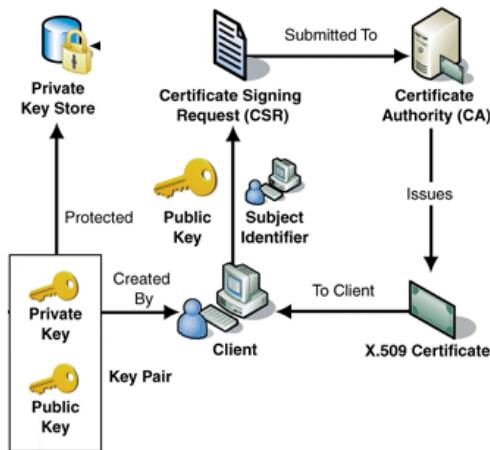 Submitted To
Private
Key Store
Certificate Signing
Request (CSR)
Certificate
Authority (CA)
Protected
Public
Key
Subject
Identifier
Issues
Private
Key
Created
By
To Client
Client
X.509 Certificate
Key Pair
Public
Key